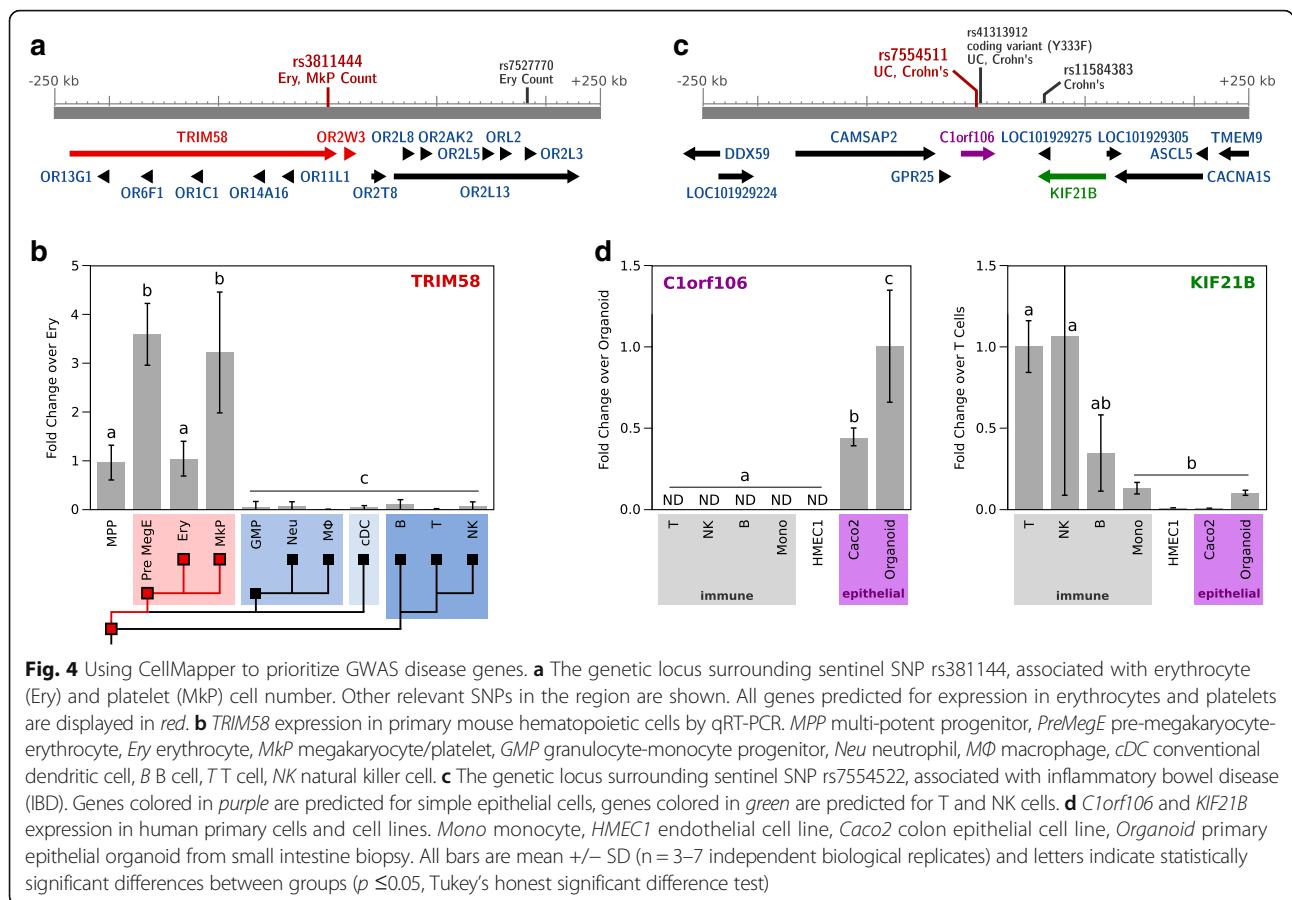 a
-250 kb
rs3811444
Ery, MkP Count
rs7527770
Ery Count
+250 kb
TRIM58
OR2W3
OR2L8
OR2AK2
OR2L5
ORL2
OR2L3
OR13G1
OR6F1
OR1C1
OR14A16
OR11L1
OR2T8
OR2L13
c
-250 kb
rs7554511
UC, Crohn's
rs41313912
coding variant (Y333F)
UC, Crohn's
rs11584383
Crohn's
+250 kb
DDX59
LOC101929224
CAMSAP2
GPR25
C1orf106
LOC101929275
LOC101929305
KIF21B
ASCL5
TMEM9
CACNA1S
b
TRIM58
Fold Change over Ery
5
4
3
2
1
0
a
b
a
b
c
MPP
Pre MegE
Ery
MkP
GMP
Neu
MΦ
cDC
B
T
NK
d
C1orf106
Fold Change over Organoid
1.5
1.0
0.5
0.0
a
ND
ND
ND
ND
ND
b
c
T
NK
B
Mono
HMEC1
Caco2
Organoid
immune
epithelial
KIF21B
Fold Change over T Cells
1.5
1.0
0.5
0.0
a
a
ab
b
T
NK
B
Mono
HMEC1
Caco2
Organoid
immune
epithelial
Fig. 4 Using CellMapper to prioritize GWAS disease genes. a The genetic locus surrounding sentinel SNP rs381144, associated with erythrocyte
(Ery) and platelet (MkP) cell number. Other relevant SNPs in the region are shown. All genes predicted for expression in erythrocytes and platelets
are displayed in red. b TRIM58 expression in primary mouse hematopoietic cells by qRT-PCR. MPP multi-potent progenitor, PreMegE pre-megakaryocyte-
erythrocyte, Ery erythrocyte, MkP megakaryocyte/platelet, GMP granulocyte-monocyte progenitor, Neu neutrophil, MΦ macrophage, cDC conventional
dendritic cell, B B cell, T T cell, NK natural killer cell. c The genetic locus surrounding sentinel SNP rs7554522, associated with inflammatory bowel disease
(IBD). Genes colored in purple are predicted for simple epithelial cells, genes colored in green are predicted for T and NK cells. d C1orf106 and KIF21B
expression in human primary cells and cell lines. Mono monocyte, HMEC1 endothelial cell line, Caco2 colon epithelial cell line, Organoid primary
epithelial organoid from small intestine biopsy. All bars are mean +/− SD (n = 3–7 independent biological replicates) and letters indicate statistically
significant differences between groups (p ≤0.05, Tukey's honest significant difference test)